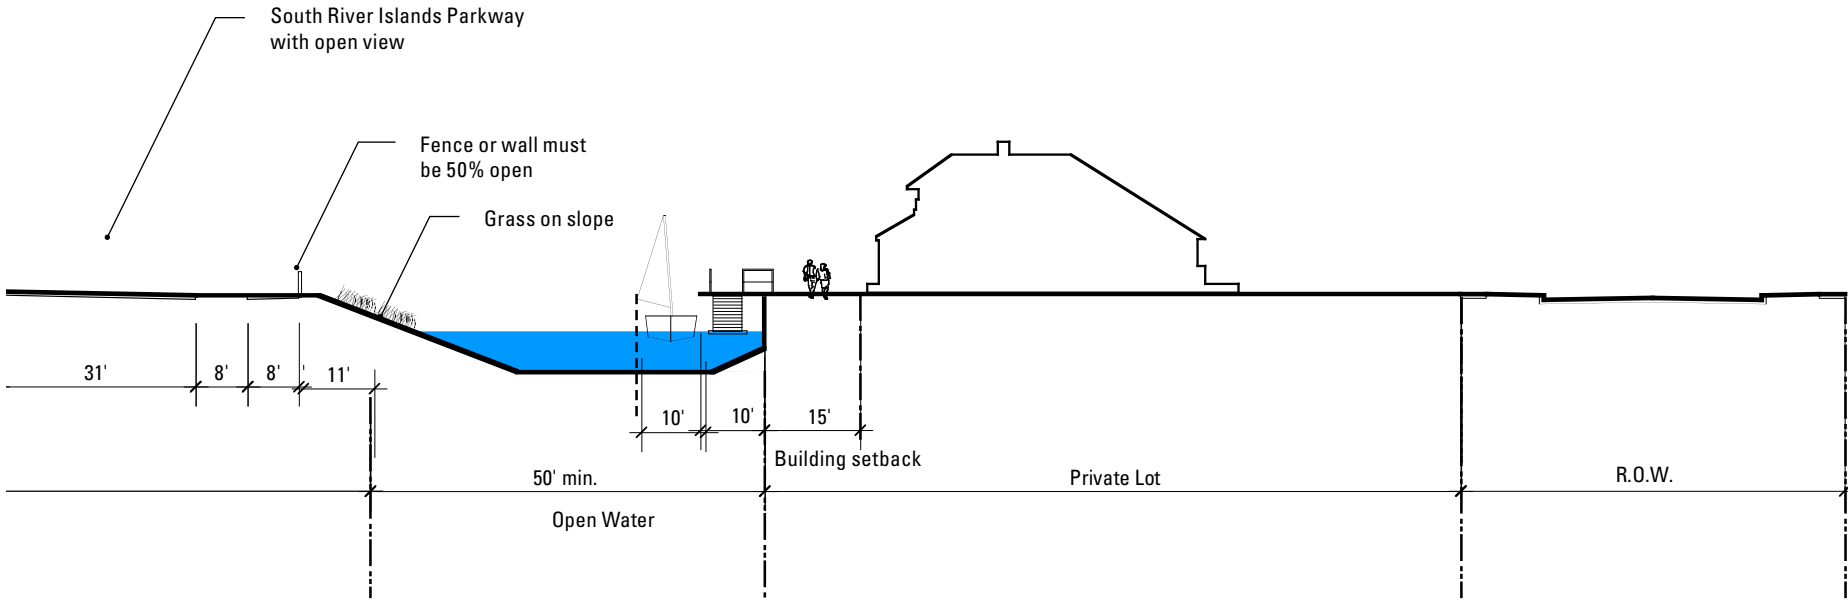 South River Islands Parkway
with open view
Fence or wall must
be 50% open
Grass on slope
31' 8' 8' ' 11'
10' 10' 15'
Building setback
50' min. Private Lot R.O.W.
Open Water